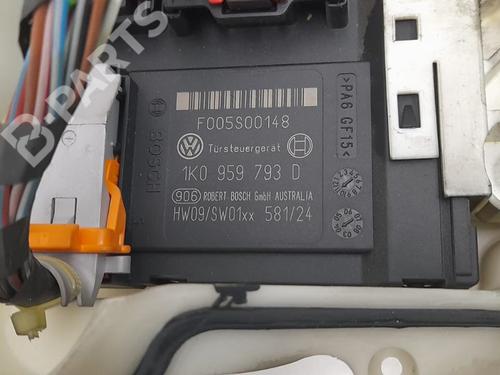 F005S00148
Türsteuergerät
1K0 959 793 D
906 ROBERT BOSCH GmbH AUSTRALIA
HW09/SW01xx 581/24
BOSCH
>PA6 GF15<
B-PARTS